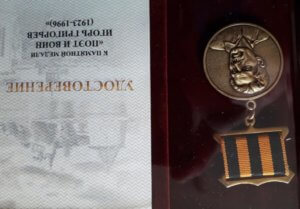 УДОСТОВЕРЕНИЕ
К ПАМЯТНОЙ МЕДАЛИ
«ПОЭТ И ВОИН
ИГОРЬ ГРИГОРЬЕВ
(1923-1996)»